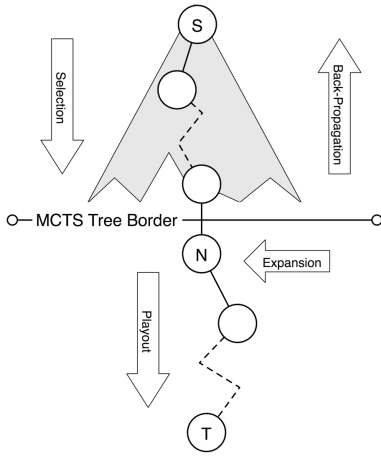 S
Selection
Back-Propagation
MCTS Tree Border
N
Expansion
Playout
T